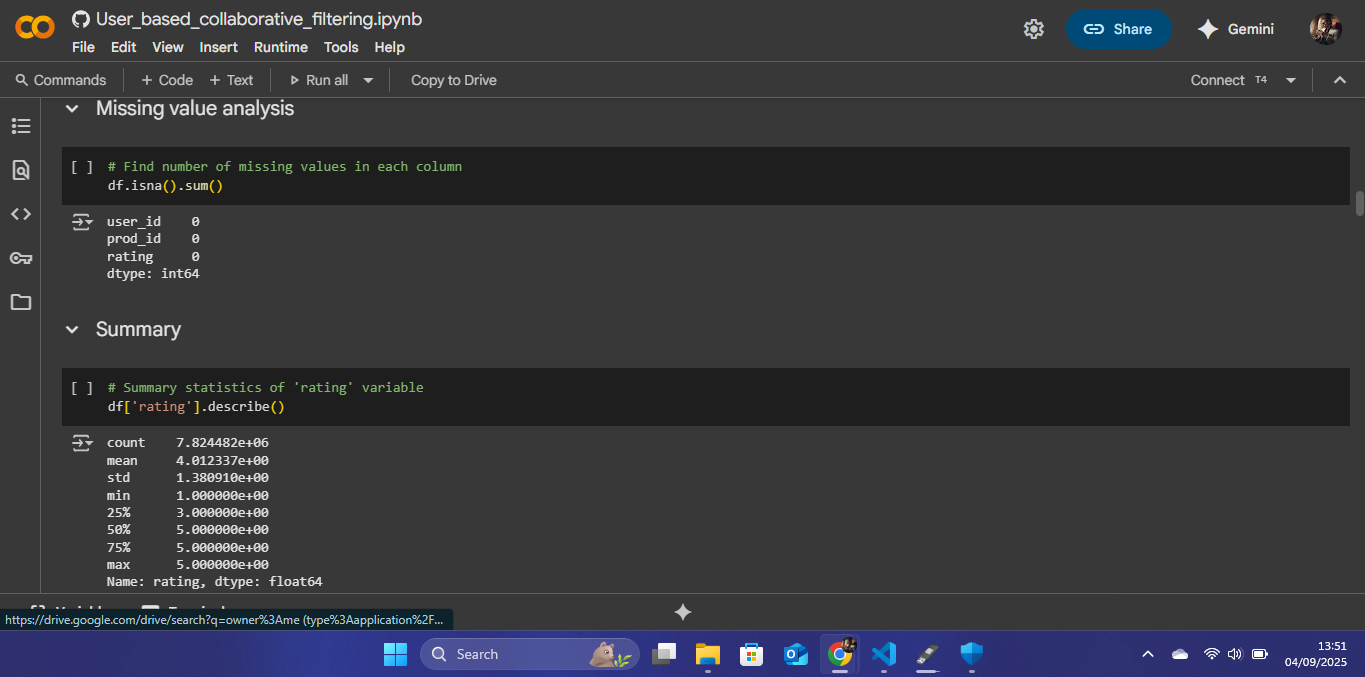 User_based_collaborative_filtering.ipynb
File Edit View Insert Runtime Tools Help
Share
Gemini
Commands + Code + Text Run all Copy to Drive
Connect T4
Missing value analysis
[ ] # Find number of missing values in each column
df.isna().sum()
user_id 0
prod_id 0
rating 0
dtype: int64
Summary
[ ] # Summary statistics of 'rating' variable
df['rating'].describe()
count 7.824482e+06
mean 4.012337e+00
std 1.380910e+00
min 1.000000e+00
25% 3.000000e+00
50% 5.000000e+00
75% 5.000000e+00
max 5.000000e+00
Name: rating, dtype: float64
https://drive.google.com/drive/search?q=owner%3Ame (type%3Aapplication%2F...
Search
13:51
04/09/2025